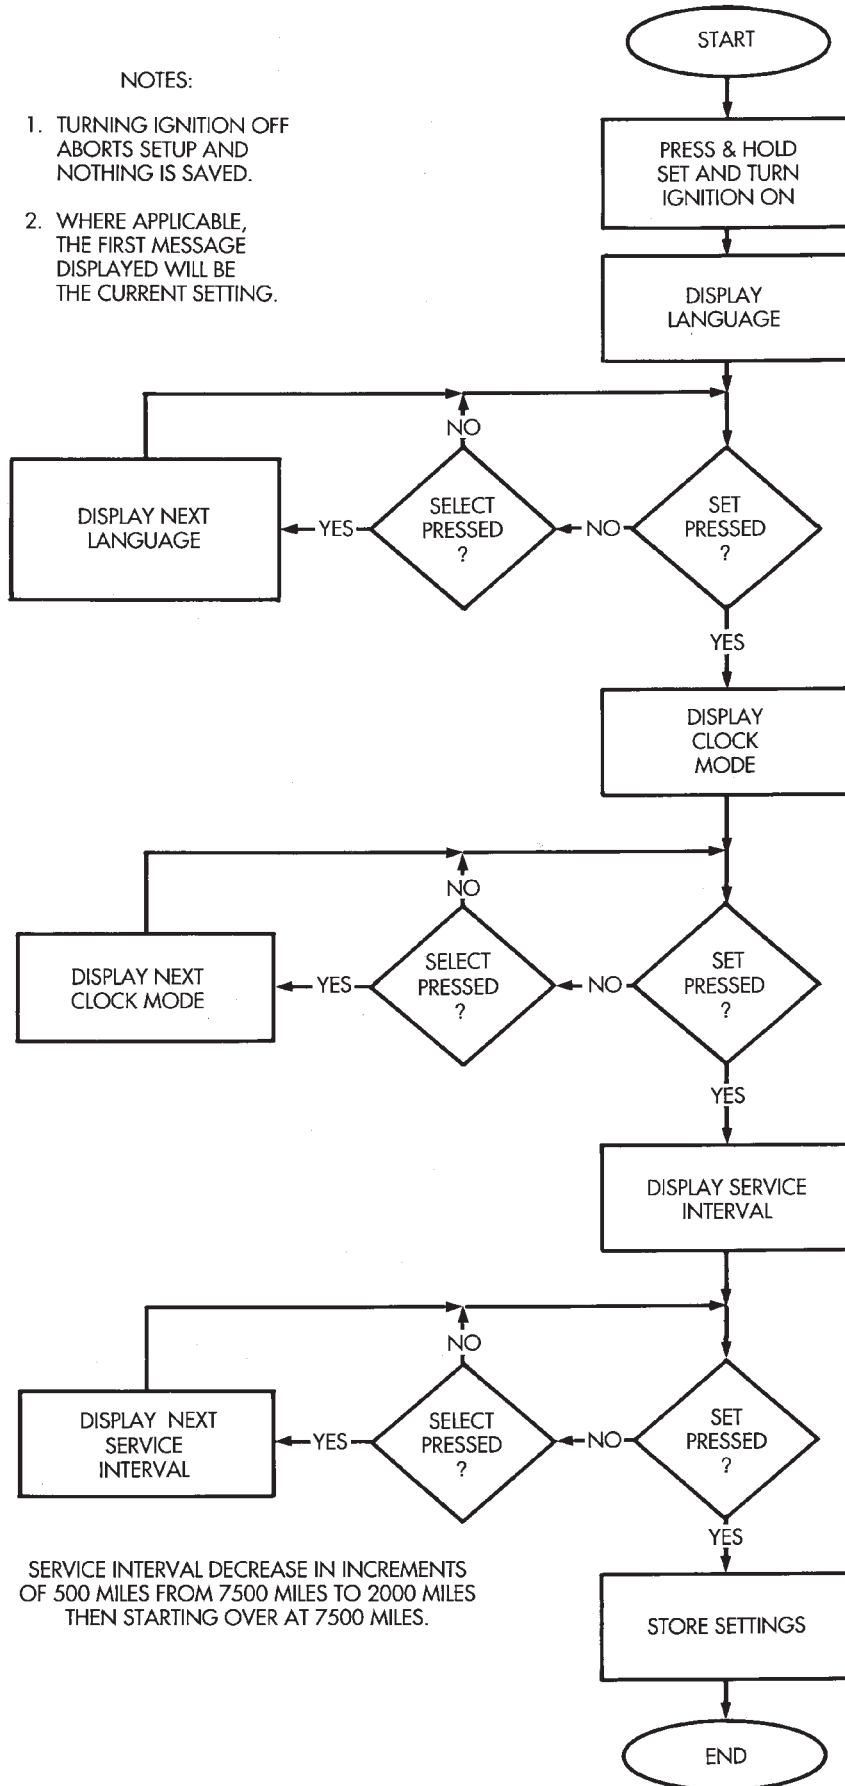 START
NOTES:
1. TURNING IGNITION OFF
ABORTS SETUP AND
NOTHING IS SAVED.
2. WHERE APPLICABLE,
THE FIRST MESSAGE
DISPLAYED WILL BE
THE CURRENT SETTING.
PRESS & HOLD
SET AND TURN
IGNITION ON
DISPLAY
LANGUAGE
NO
DISPLAY NEXT
LANGUAGE
YES
SELECT
PRESSED
?
NO
SET
PRESSED
?
YES
DISPLAY
CLOCK
MODE
NO
DISPLAY NEXT
CLOCK MODE
YES
SELECT
PRESSED
?
NO
SET
PRESSED
?
YES
DISPLAY SERVICE
INTERVAL
NO
DISPLAY NEXT
SERVICE
INTERVAL
YES
SELECT
PRESSED
?
NO
SET
PRESSED
?
YES
SERVICE INTERVAL DECREASE IN INCREMENTS
OF 500 MILES FROM 7500 MILES TO 2000 MILES
THEN STARTING OVER AT 7500 MILES.
STORE SETTINGS
END